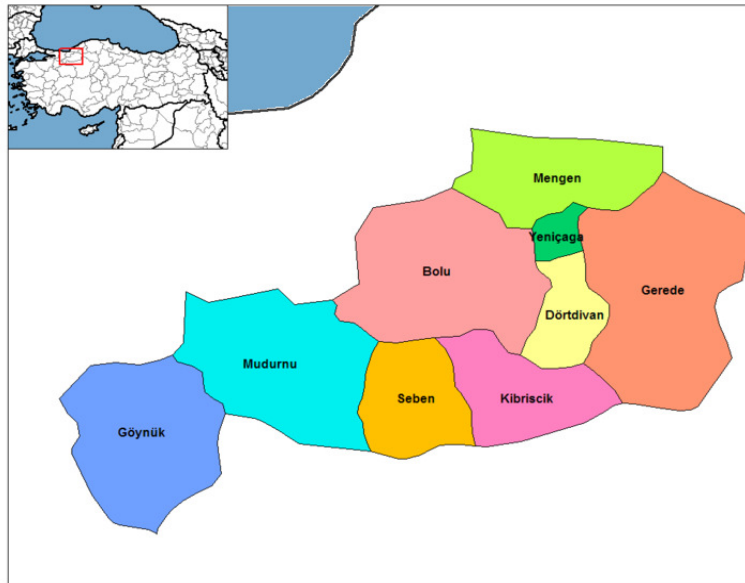 Mengen
Yeniçaga
Bolu
Gerede
Dörtdivan
Mudurnu
Seben
Kibriscik
Göynük